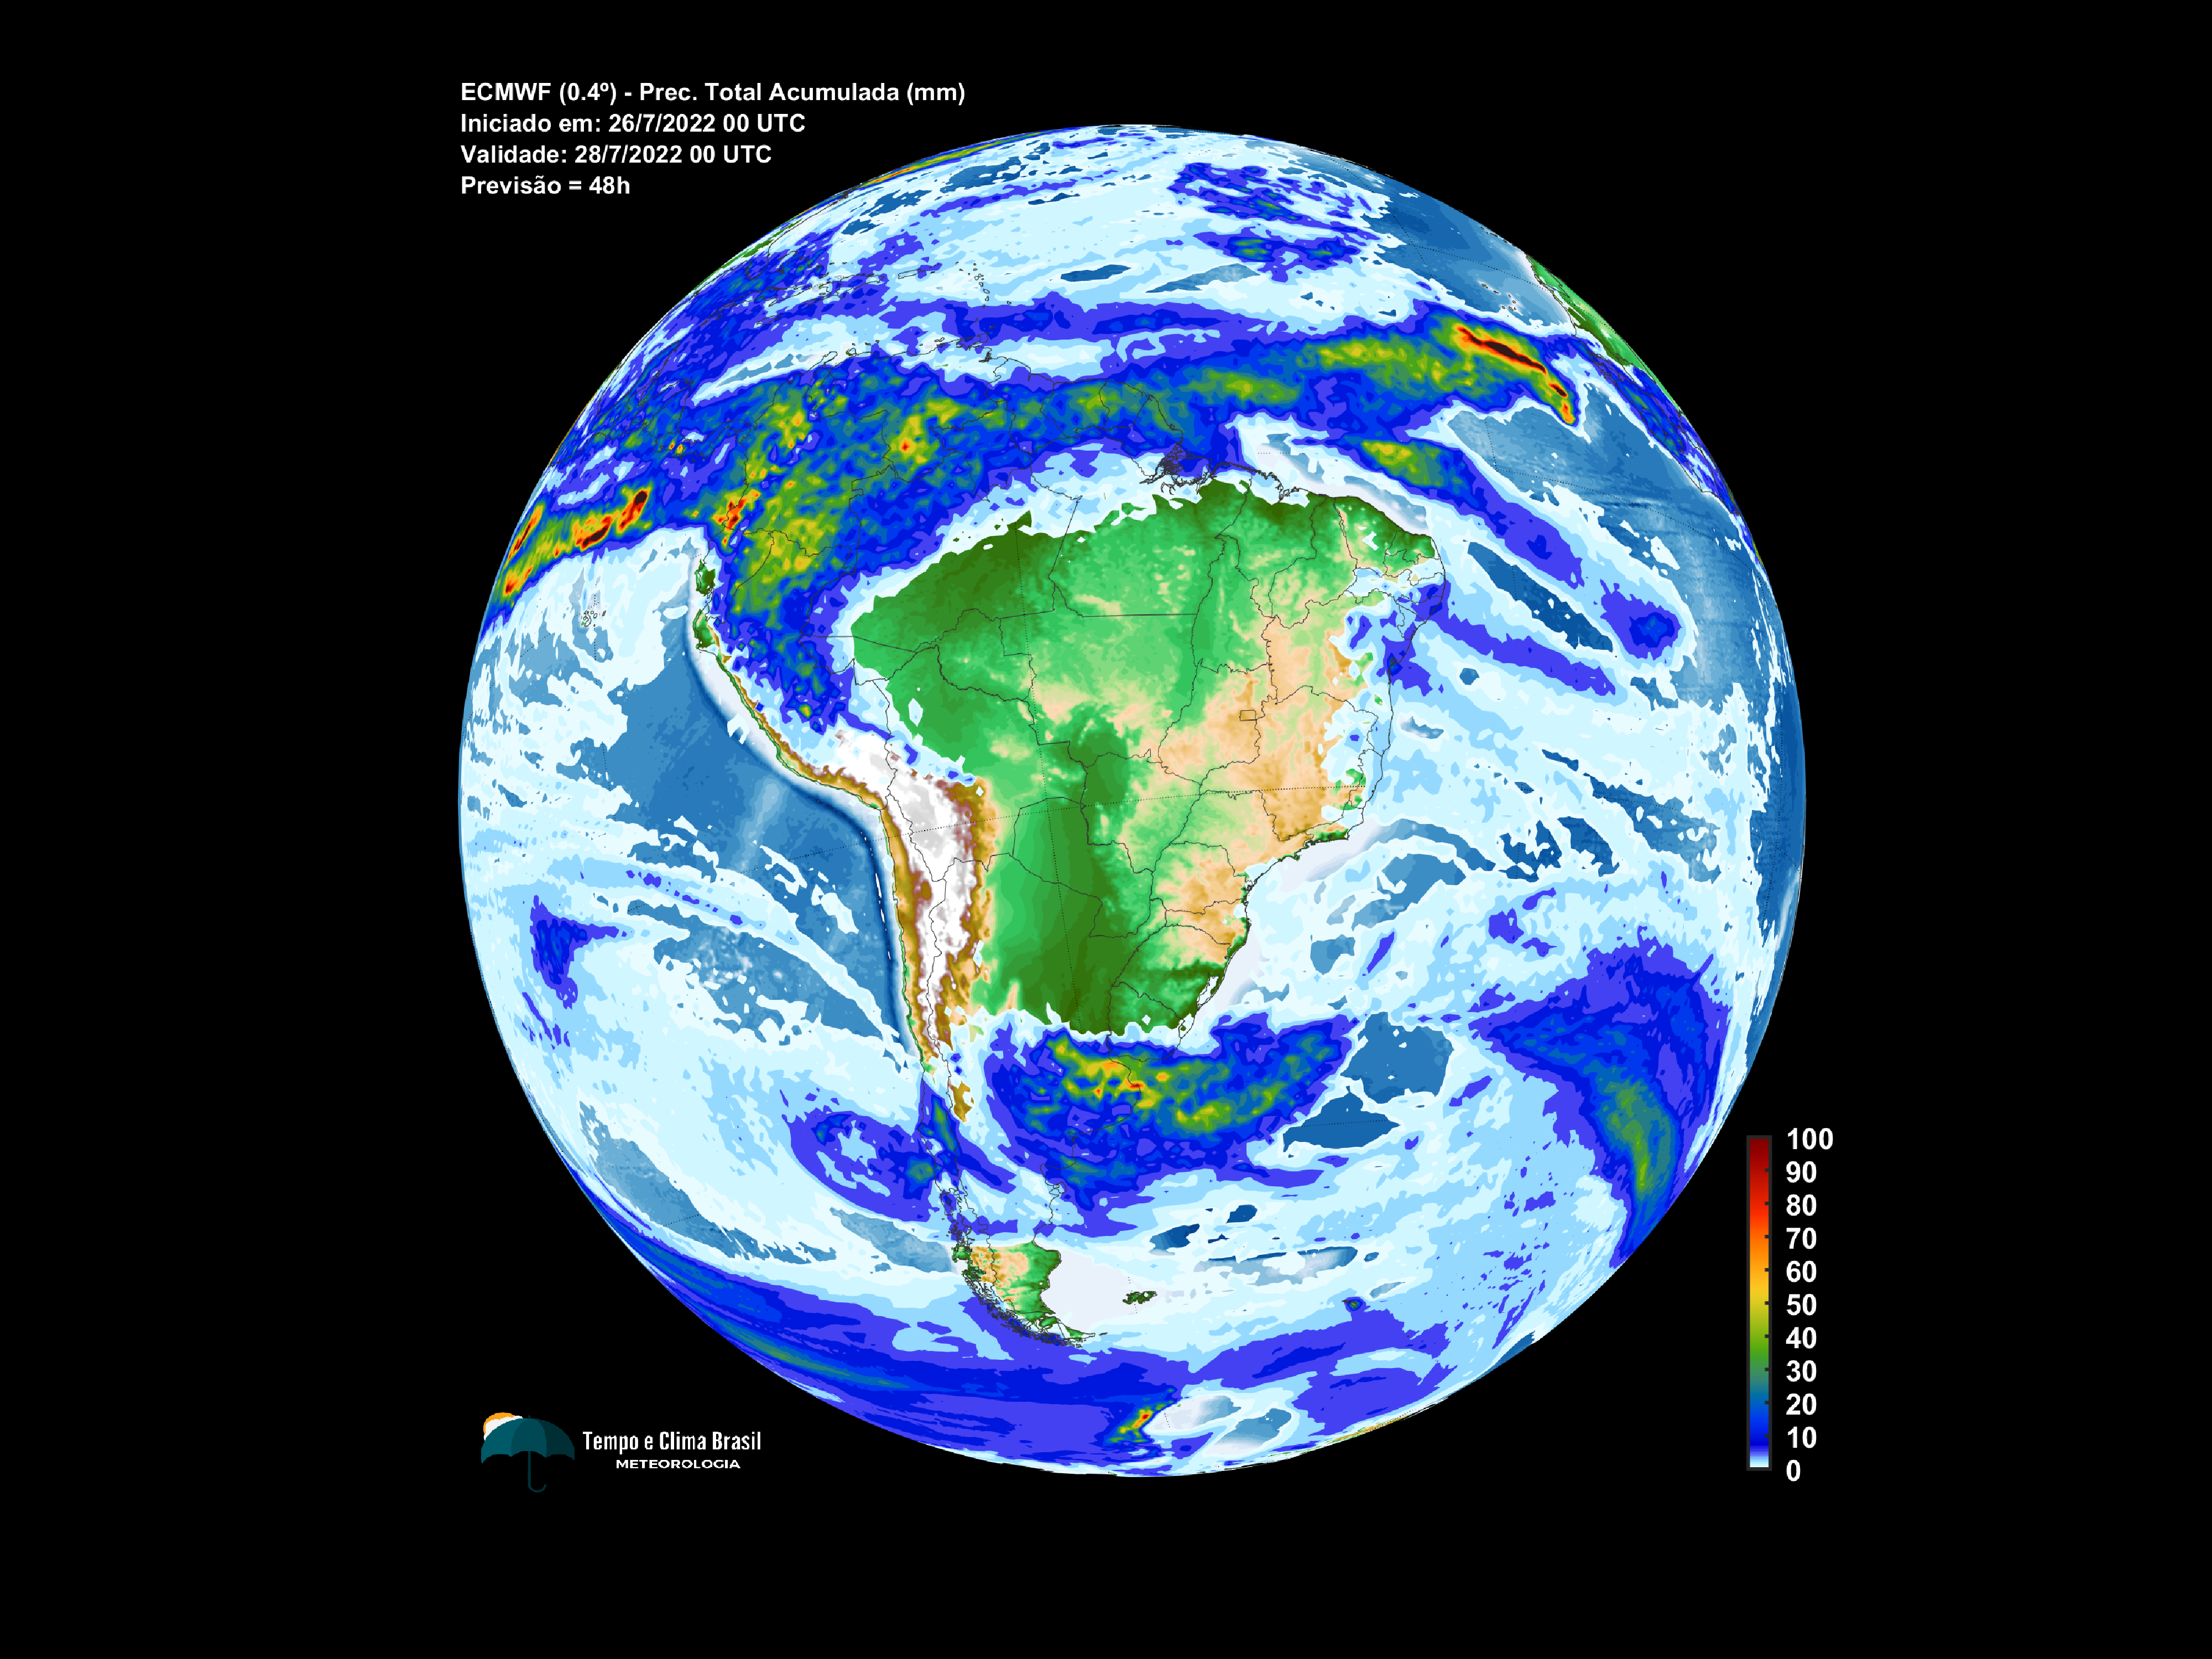 ECMWF (0.4º) - Prec. Total Acumulada (mm)
Iniciado em: 26/7/2022 00 UTC
Validade: 28/7/2022 00 UTC
Previsão = 48h
100
90
80
70
60
50
40
30
20
10
0
Tempo e Clima Brasil
METEOROLOGIA